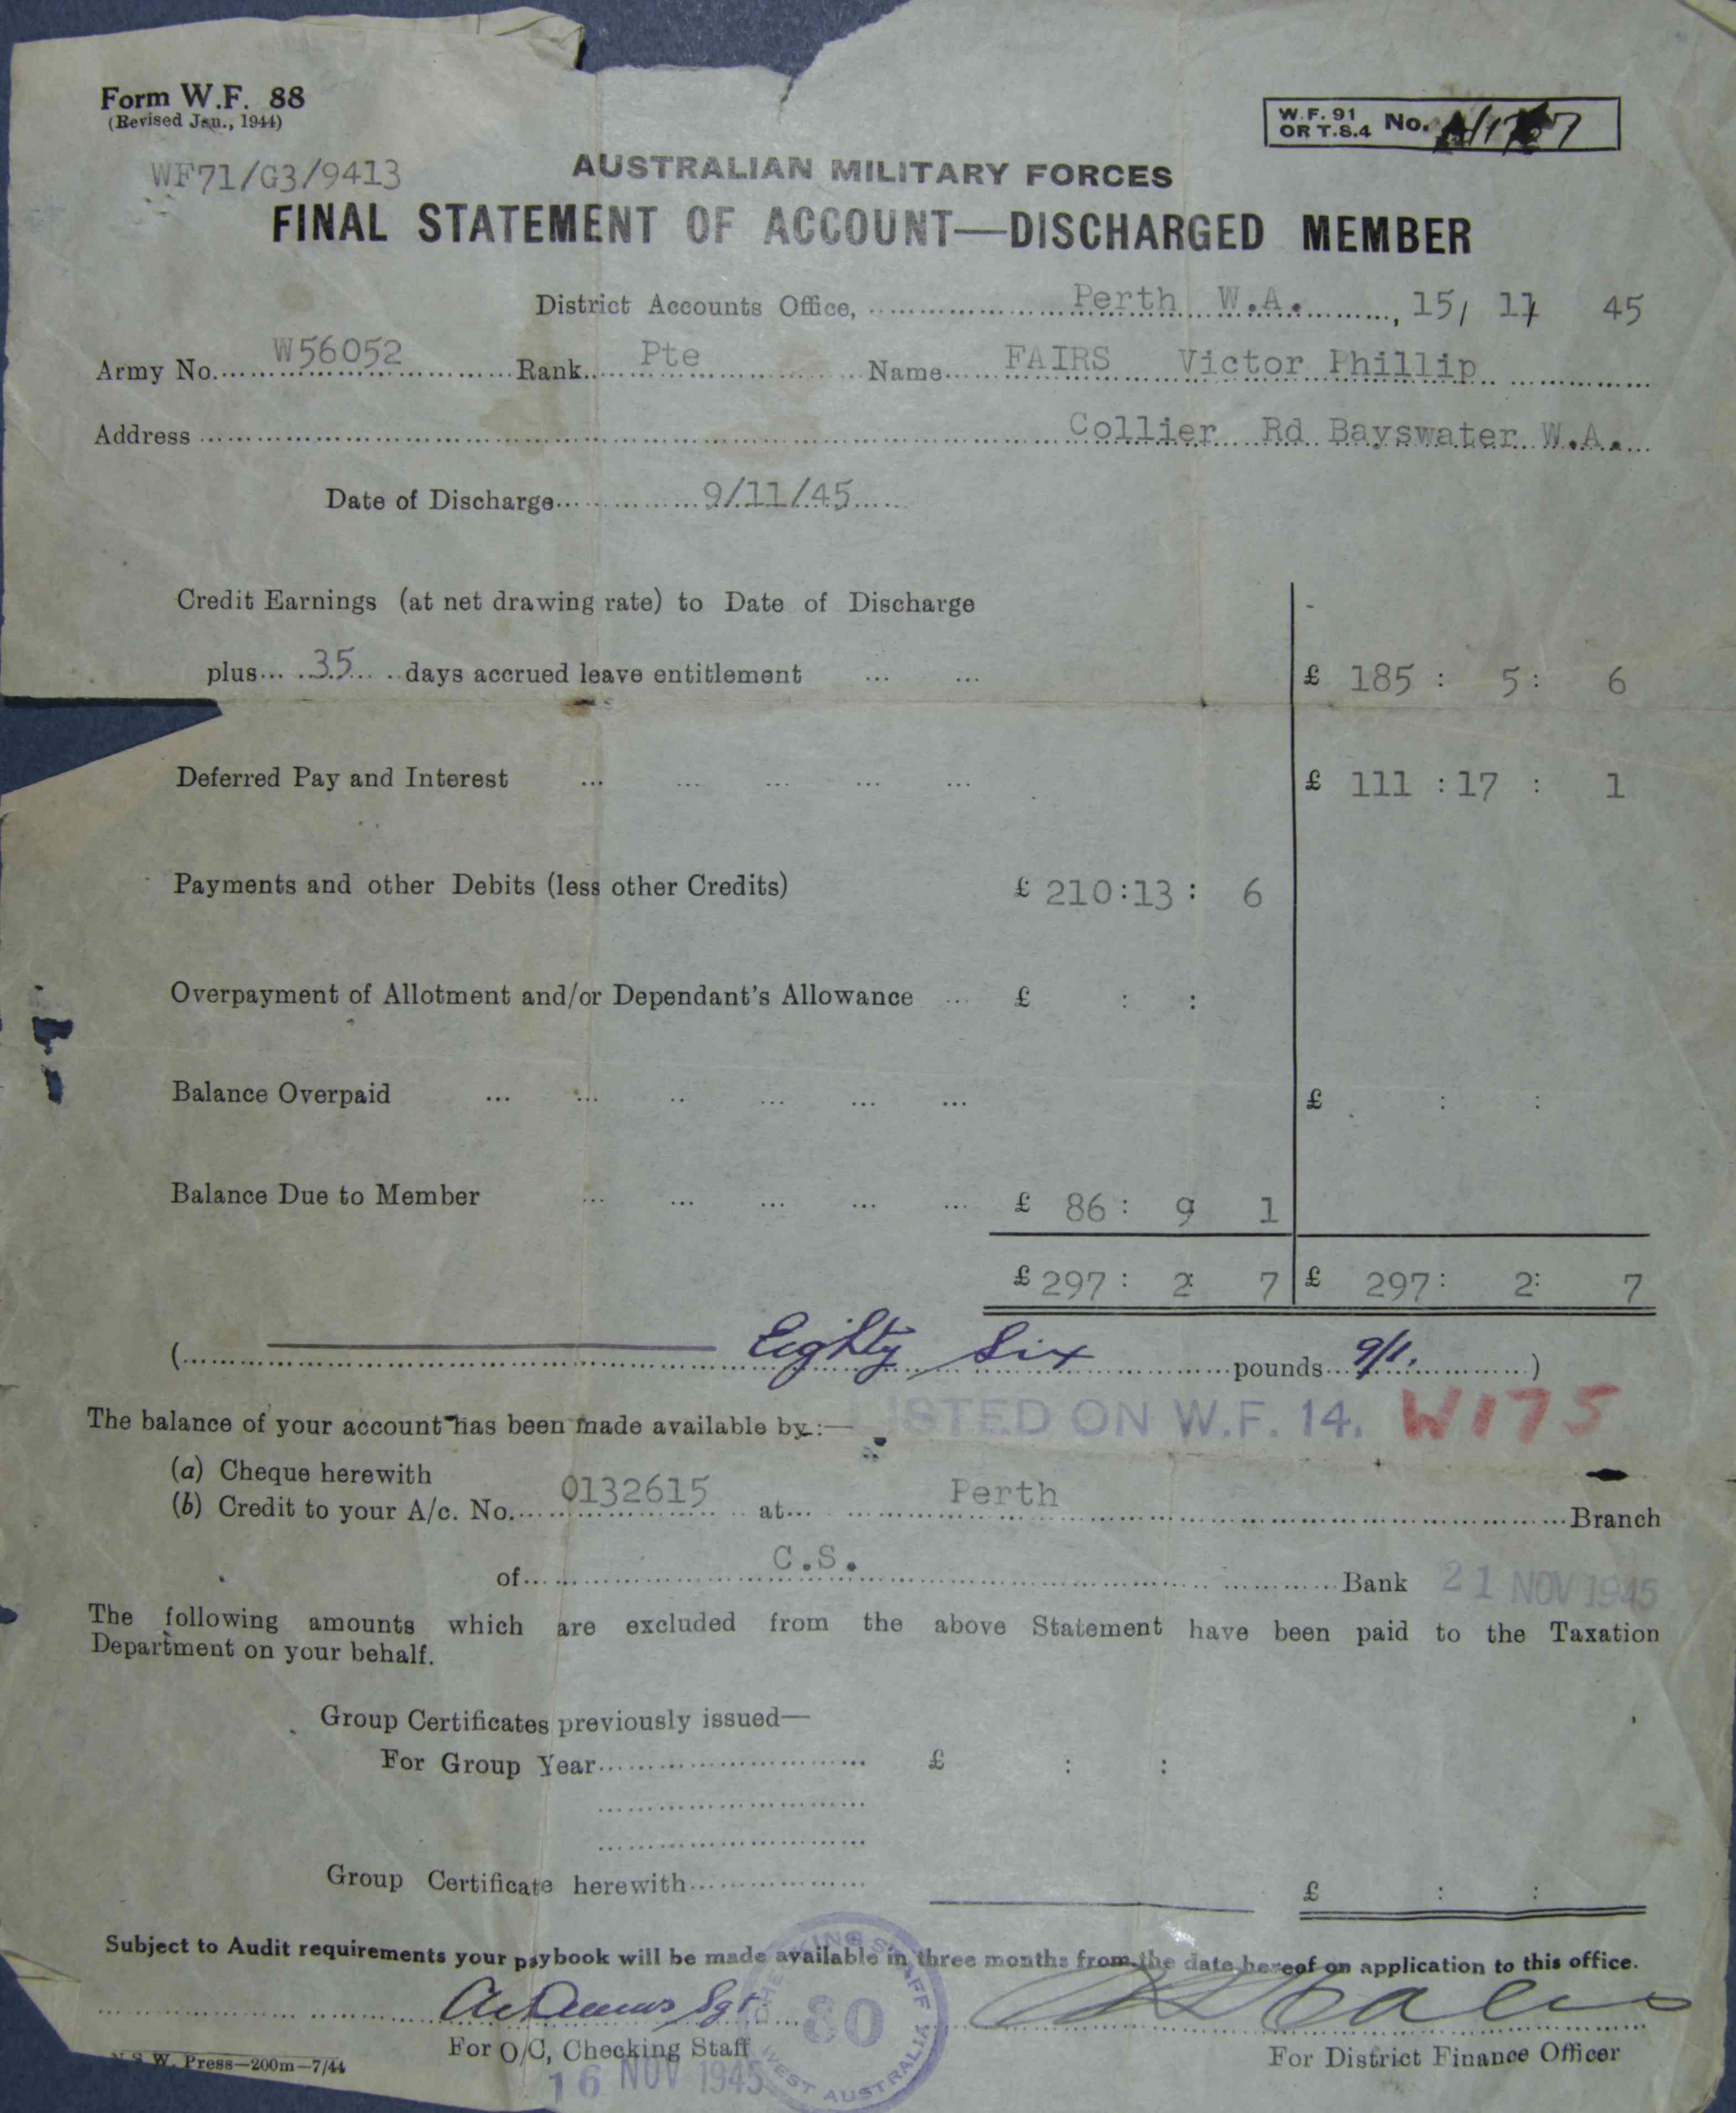 Form W.F. 88
(Revised Jan., 1944)
W.F. 91
OR T.S.4 No.
WF71/G3/9413
AUSTRALIAN MILITARY FORCES
FINAL STATEMENT OF ACCOUNT—DISCHARGED MEMBER
District Accounts Office, Perth W.A., 15/ 11/ 45
Army No. W56052 Rank Pte Name FAIRS Victor Phillip
Address Collier Rd Bayswater W.A.
Date of Discharge 9/11/45
Credit Earnings (at net drawing rate) to Date of Discharge
plus 35 days accrued leave entitlement ... ... £ 185 : 5 : 6
Deferred Pay and Interest ... ... ... ... ... £ 111 : 17 : 1
Payments and other Debits (less other Credits) £ 210 : 13 : 6
Overpayment of Allotment and/or Dependant's Allowance ... £ : :
Balance Overpaid ... ... .. ... ... ... £ : :
Balance Due to Member ... ... ... ... ... £ 86 : 9 1
£ 297 : 2 : 7 £ 297 : 2 : 7
(Eighty Six pounds 9/1.)
The balance of your account has been made available by :— LISTED ON W.F. 14. W175
(a) Cheque herewith
(b) Credit to your A/c. No. 0132615 at Perth Branch
of C.S. Bank 21 NOV 1945
The following amounts which are excluded from the above Statement have been paid to the Taxation
Department on your behalf.
Group Certificates previously issued—
For Group Year £ : :
Group Certificate herewith £ : :
Subject to Audit requirements your paybook will be made available in three months from the date hereof on application to this office.
Sgt.
CHECKING STAFF
80
WEST AUSTRALIA
For O/C, Checking Staff
For District Finance Officer
N.S.W. Press—200m—7/44
16 NOV 1945